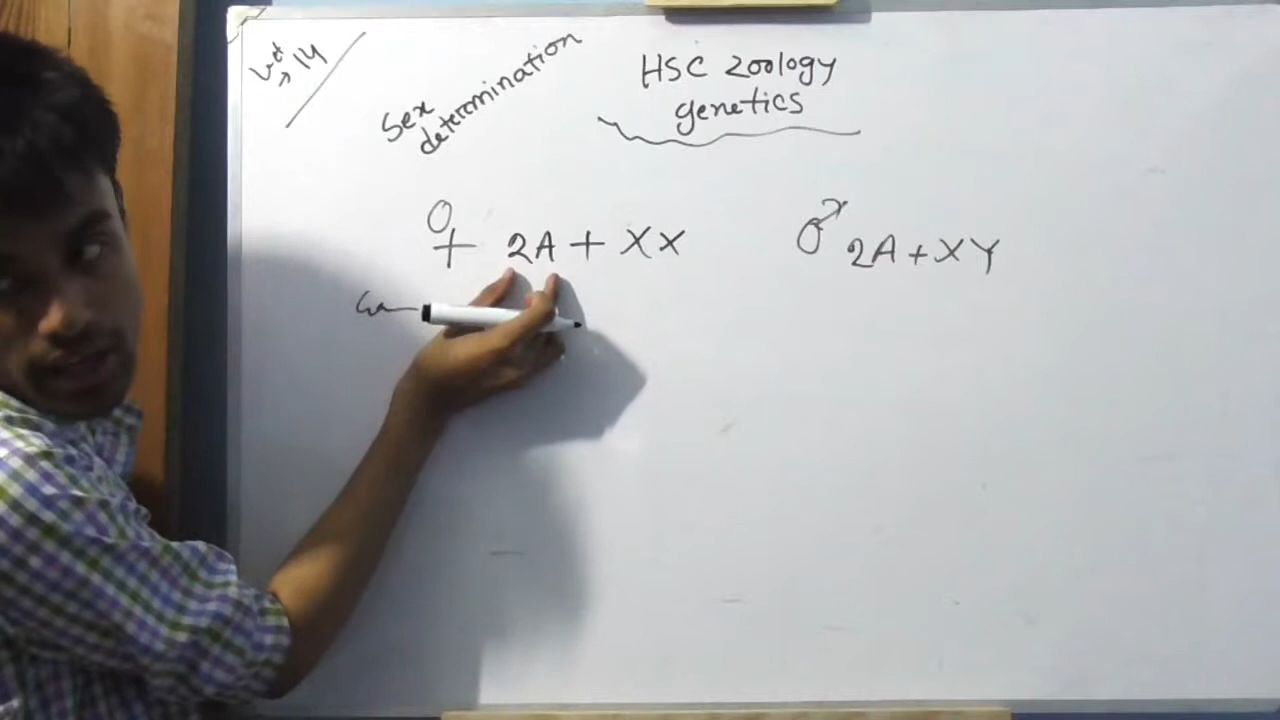 HSC Zoology
genetics
Sex
determination
→ 14
♀ 2A + XX
♂ 2A + XY